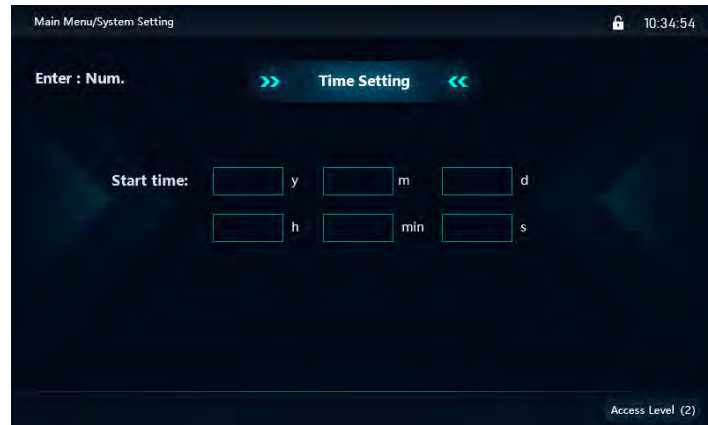 Main Menu/System Setting 10:34:54
Enter : Num. Time Setting
Start time: y m d
h min s
Access Level (2)